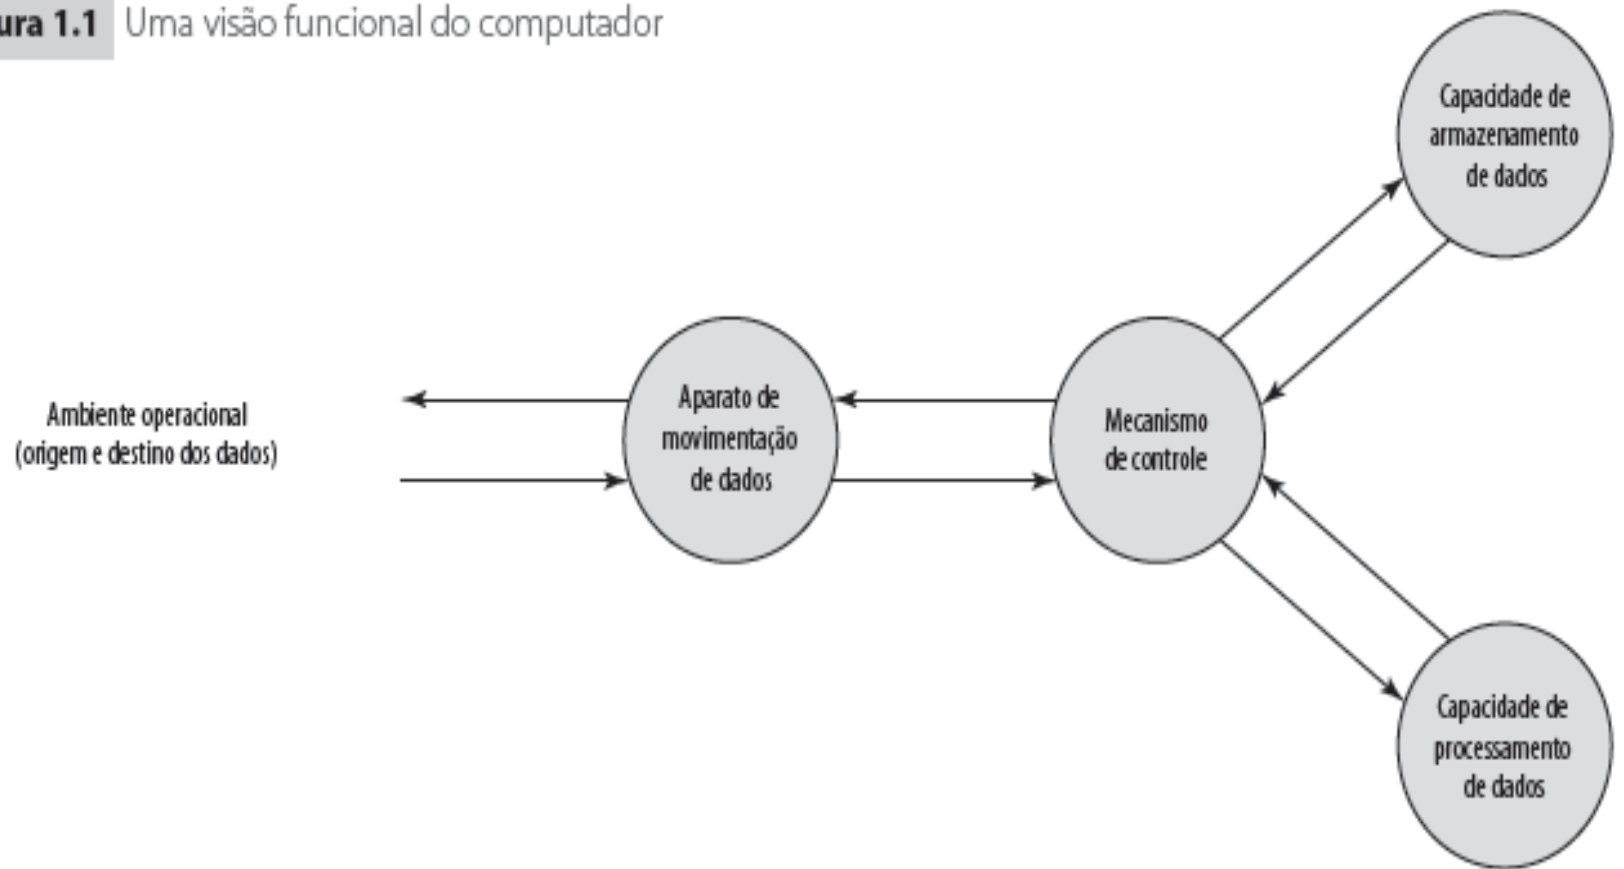 ura 1.1 Uma visão funcional do computador
Capacidade de
armazenamento
de dados
Ambiente operacional
(origem e destino dos dados)
Aparato de
movimentação
de dados
Mecanismo
de controle
Capacidade de
processamento
de dados